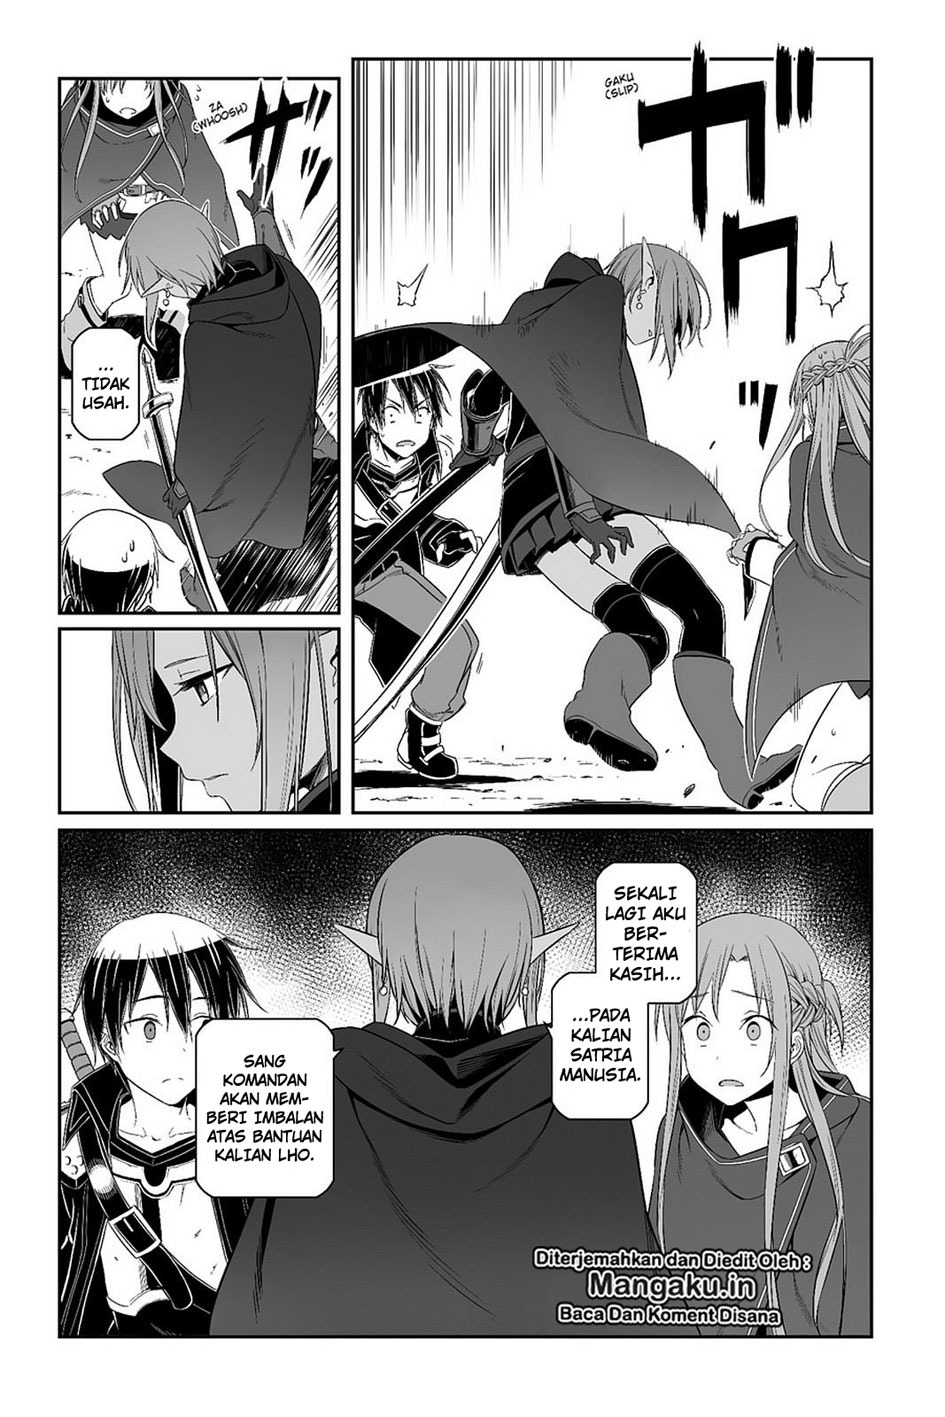 GAKU
(SLIP)
ガ
ク
ッ
ZA
(WHOOSH)
ザッ
...
TIDAK
USAH.
SEKALI
LAGI AKU
BER-
TERIMA
KASIH...
...PADA
KALIAN
SATRIA
MANUSIA.
SANG
KOMANDAN
AKAN MEM-
BERI IMBALAN
ATAS BANTUAN
KALIAN LHO.
Diterjemahkan dan Diedit Oleh :
Mangaku.in
Baca Dan Koment Disana